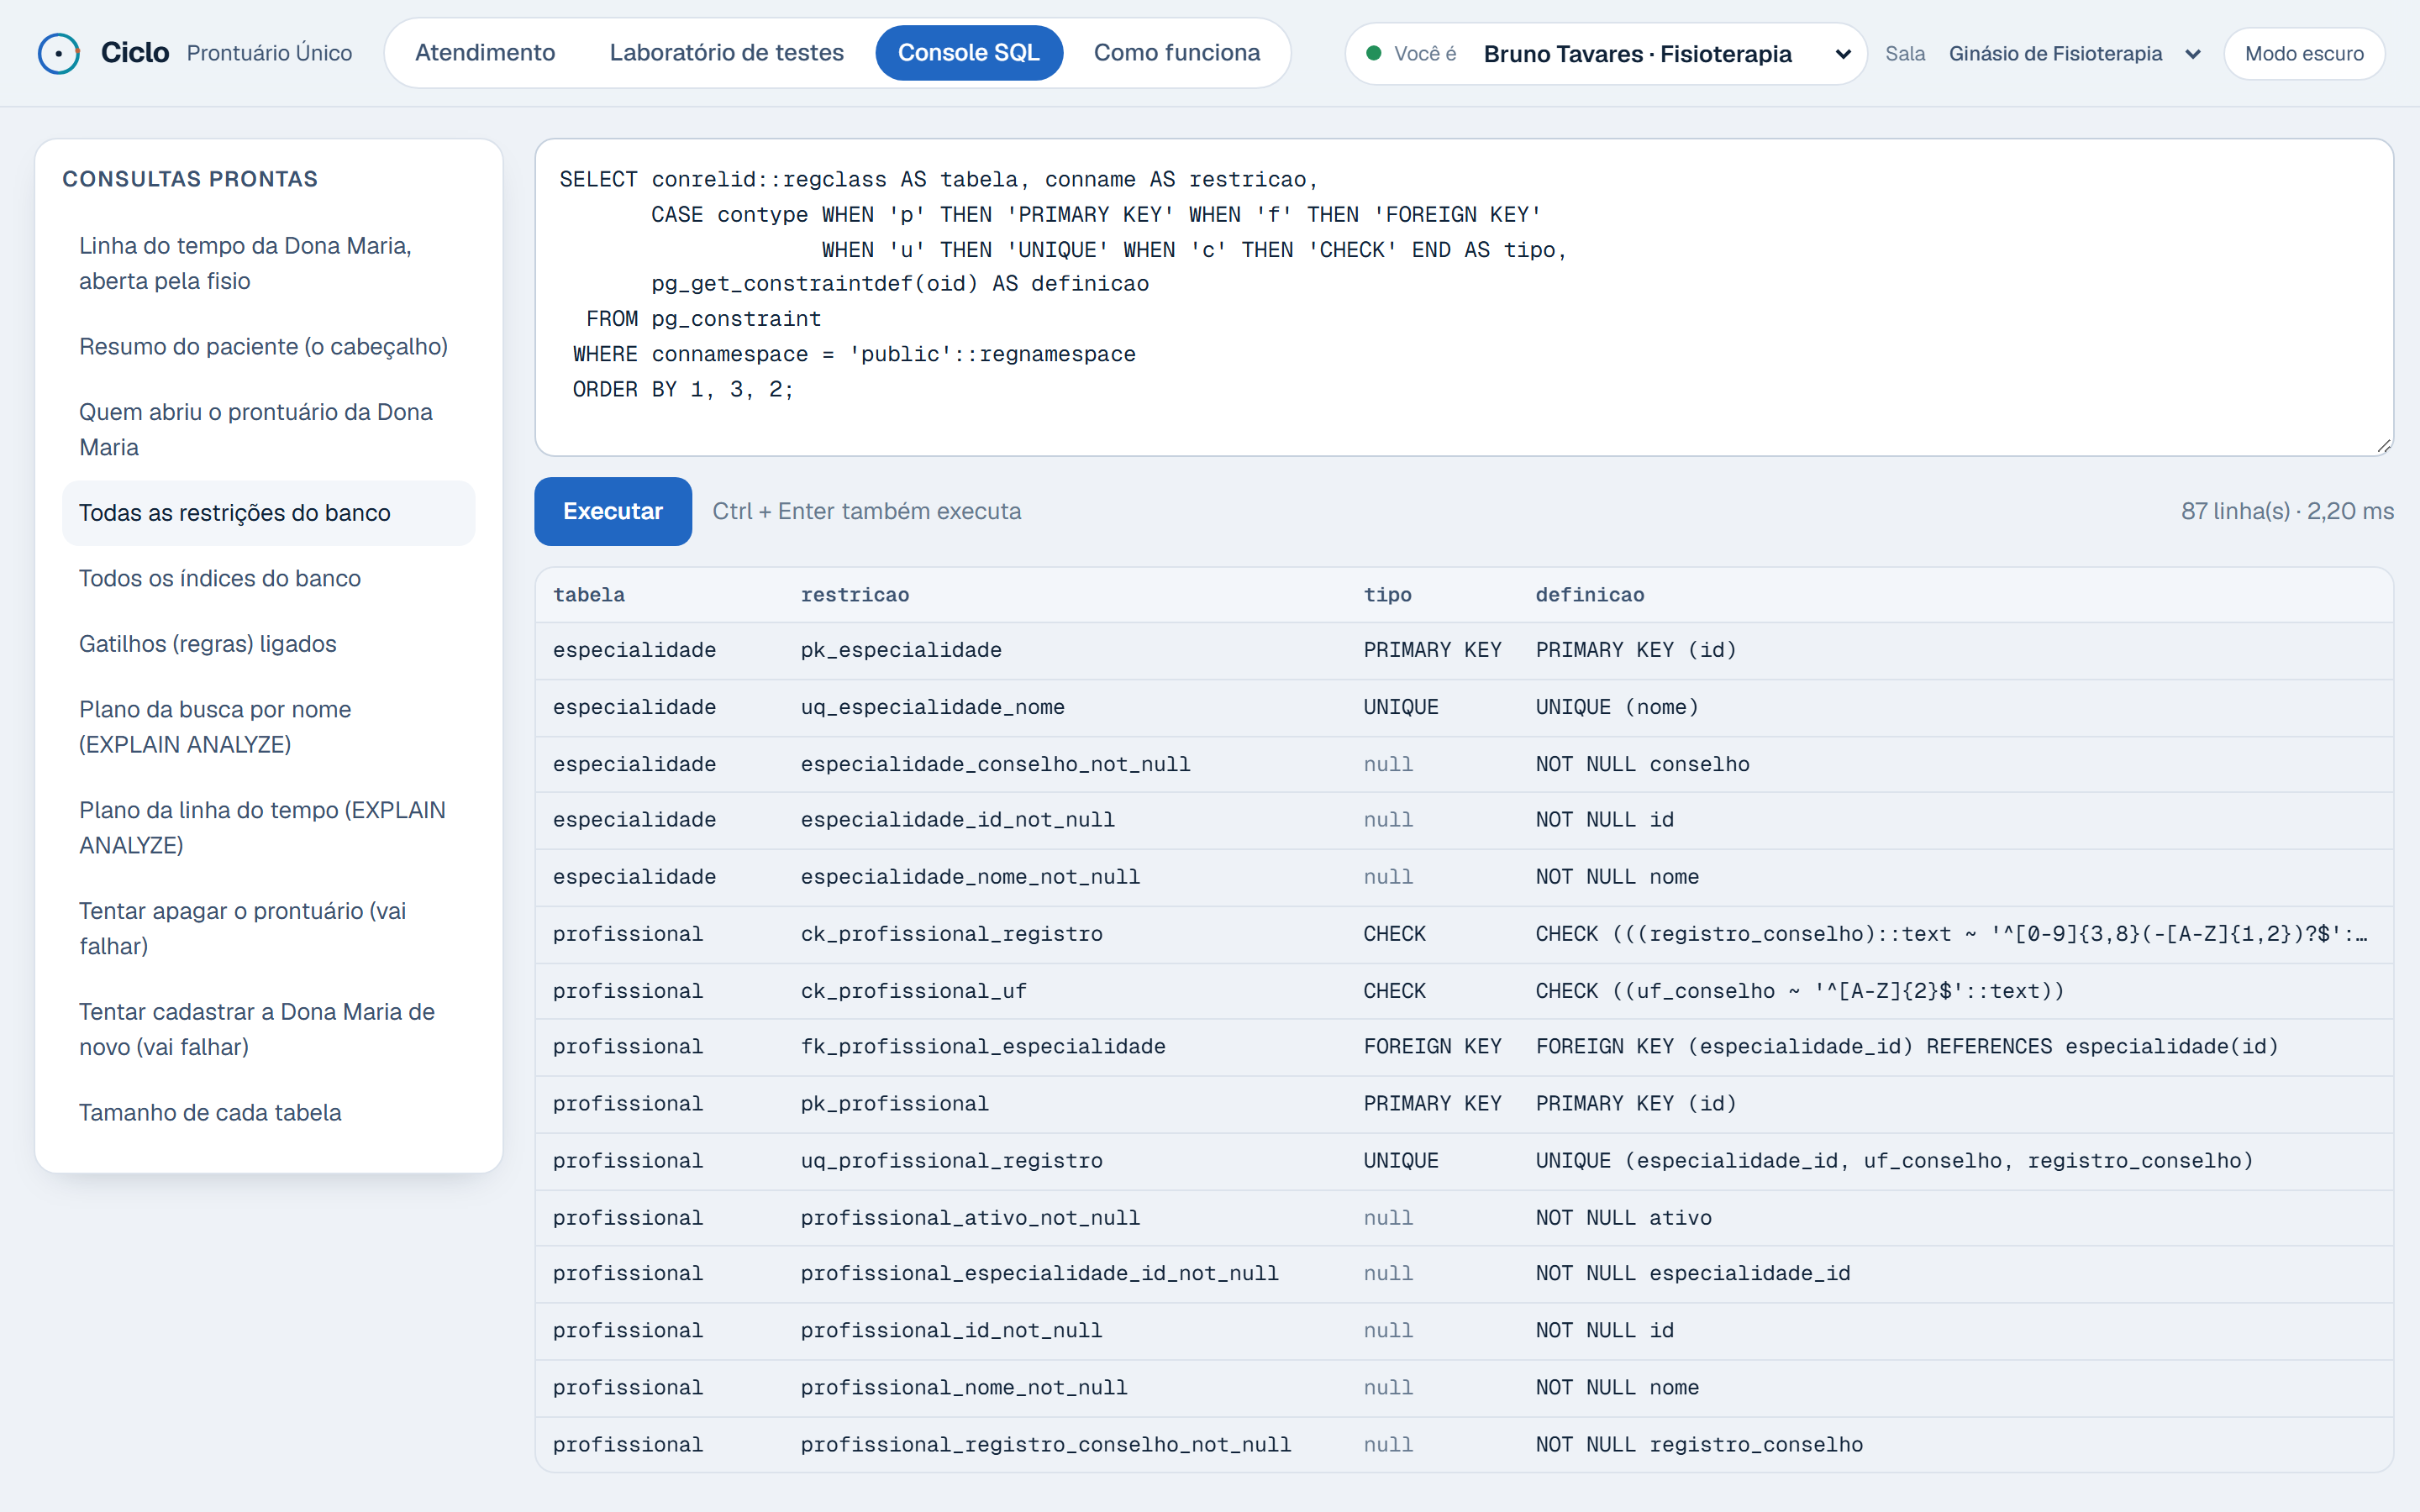 Ciclo Prontuário Único Atendimento Laboratório de testes Console SQL Como funciona Você é Bruno Tavares · Fisioterapia Sala Ginásio de Fisioterapia Modo escuro
CONSULTAS PRONTAS
Linha do tempo da Dona Maria,
aberta pela fisio
Resumo do paciente (o cabeçalho)
Quem abriu o prontuário da Dona
Maria
Todas as restrições do banco
Todos os índices do banco
Gatilhos (regras) ligados
Plano da busca por nome
(EXPLAIN ANALYZE)
Plano da linha do tempo (EXPLAIN
ANALYZE)
Tentar apagar o prontuário (vai
falhar)
Tentar cadastrar a Dona Maria de
novo (vai falhar)
Tamanho de cada tabela
SELECT conrelid::regclass AS tabela, conname AS restricao,
CASE contype WHEN 'p' THEN 'PRIMARY KEY' WHEN 'f' THEN 'FOREIGN KEY'
WHEN 'u' THEN 'UNIQUE' WHEN 'c' THEN 'CHECK' END AS tipo,
pg_get_constraintdef(oid) AS definicao
FROM pg_constraint
WHERE connamespace = 'public'::regnamespace
ORDER BY 1, 3, 2;
Executar Ctrl + Enter também executa 87 linha(s) · 2,20 ms
tabela restricao tipo definicao
especialidade pk_especialidade PRIMARY KEY PRIMARY KEY (id)
especialidade uq_especialidade_nome UNIQUE UNIQUE (nome)
especialidade especialidade_conselho_not_null null NOT NULL conselho
especialidade especialidade_id_not_null null NOT NULL id
especialidade especialidade_nome_not_null null NOT NULL nome
profissional ck_profissional_registro CHECK CHECK (((registro_conselho)::text ~ '^[0-9]{3,8}(-[A-Z]{1,2})?$':…
profissional ck_profissional_uf CHECK CHECK ((uf_conselho ~ '^[A-Z]{2}$'::text))
profissional fk_profissional_especialidade FOREIGN KEY FOREIGN KEY (especialidade_id) REFERENCES especialidade(id)
profissional pk_profissional PRIMARY KEY PRIMARY KEY (id)
profissional uq_profissional_registro UNIQUE UNIQUE (especialidade_id, uf_conselho, registro_conselho)
profissional profissional_ativo_not_null null NOT NULL ativo
profissional profissional_especialidade_id_not_null null NOT NULL especialidade_id
profissional profissional_id_not_null null NOT NULL id
profissional profissional_nome_not_null null NOT NULL nome
profissional profissional_registro_conselho_not_null null NOT NULL registro_conselho